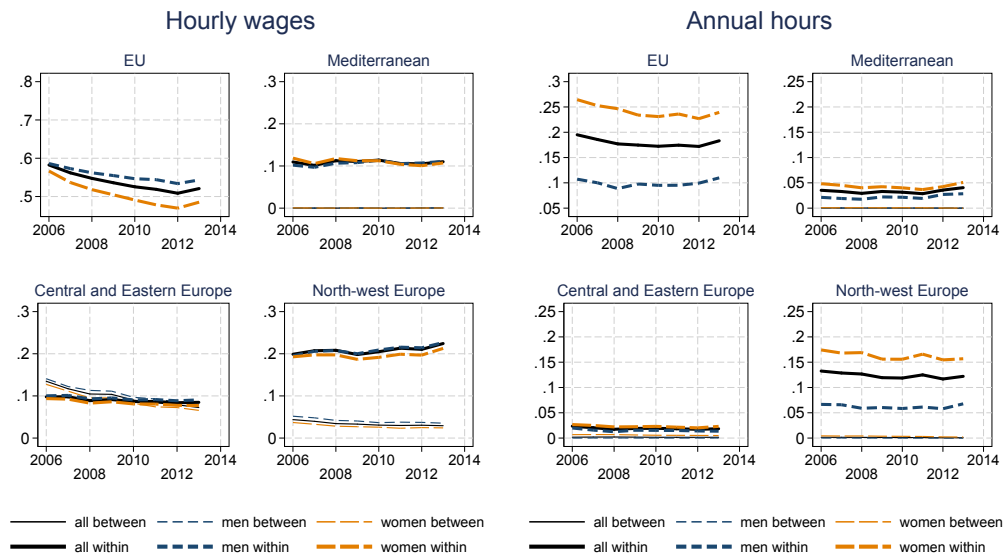 Hourly wages
EU
.8
.7
.6
.5
2006 2010 2014
2008 2012
Mediterranean
.3
.2
.1
0
2006 2010 2014
2008 2012
Central and Eastern Europe
.3
.2
.1
0
2006 2010 2014
2008 2012
North-west Europe
.3
.2
.1
0
2006 2010 2014
2008 2012
all between men between women between
all within men within women within
Annual hours
EU
.3
.25
.2
.15
.1
.05
2006 2010 2014
2008 2012
Mediterranean
.25
.2
.15
.1
.05
0
2006 2010 2014
2008 2012
Central and Eastern Europe
.25
.2
.15
.1
.05
0
2006 2010 2014
2008 2012
North-west Europe
.25
.2
.15
.1
.05
0
2006 2010 2014
2008 2012
all between men between women between
all within men within women within